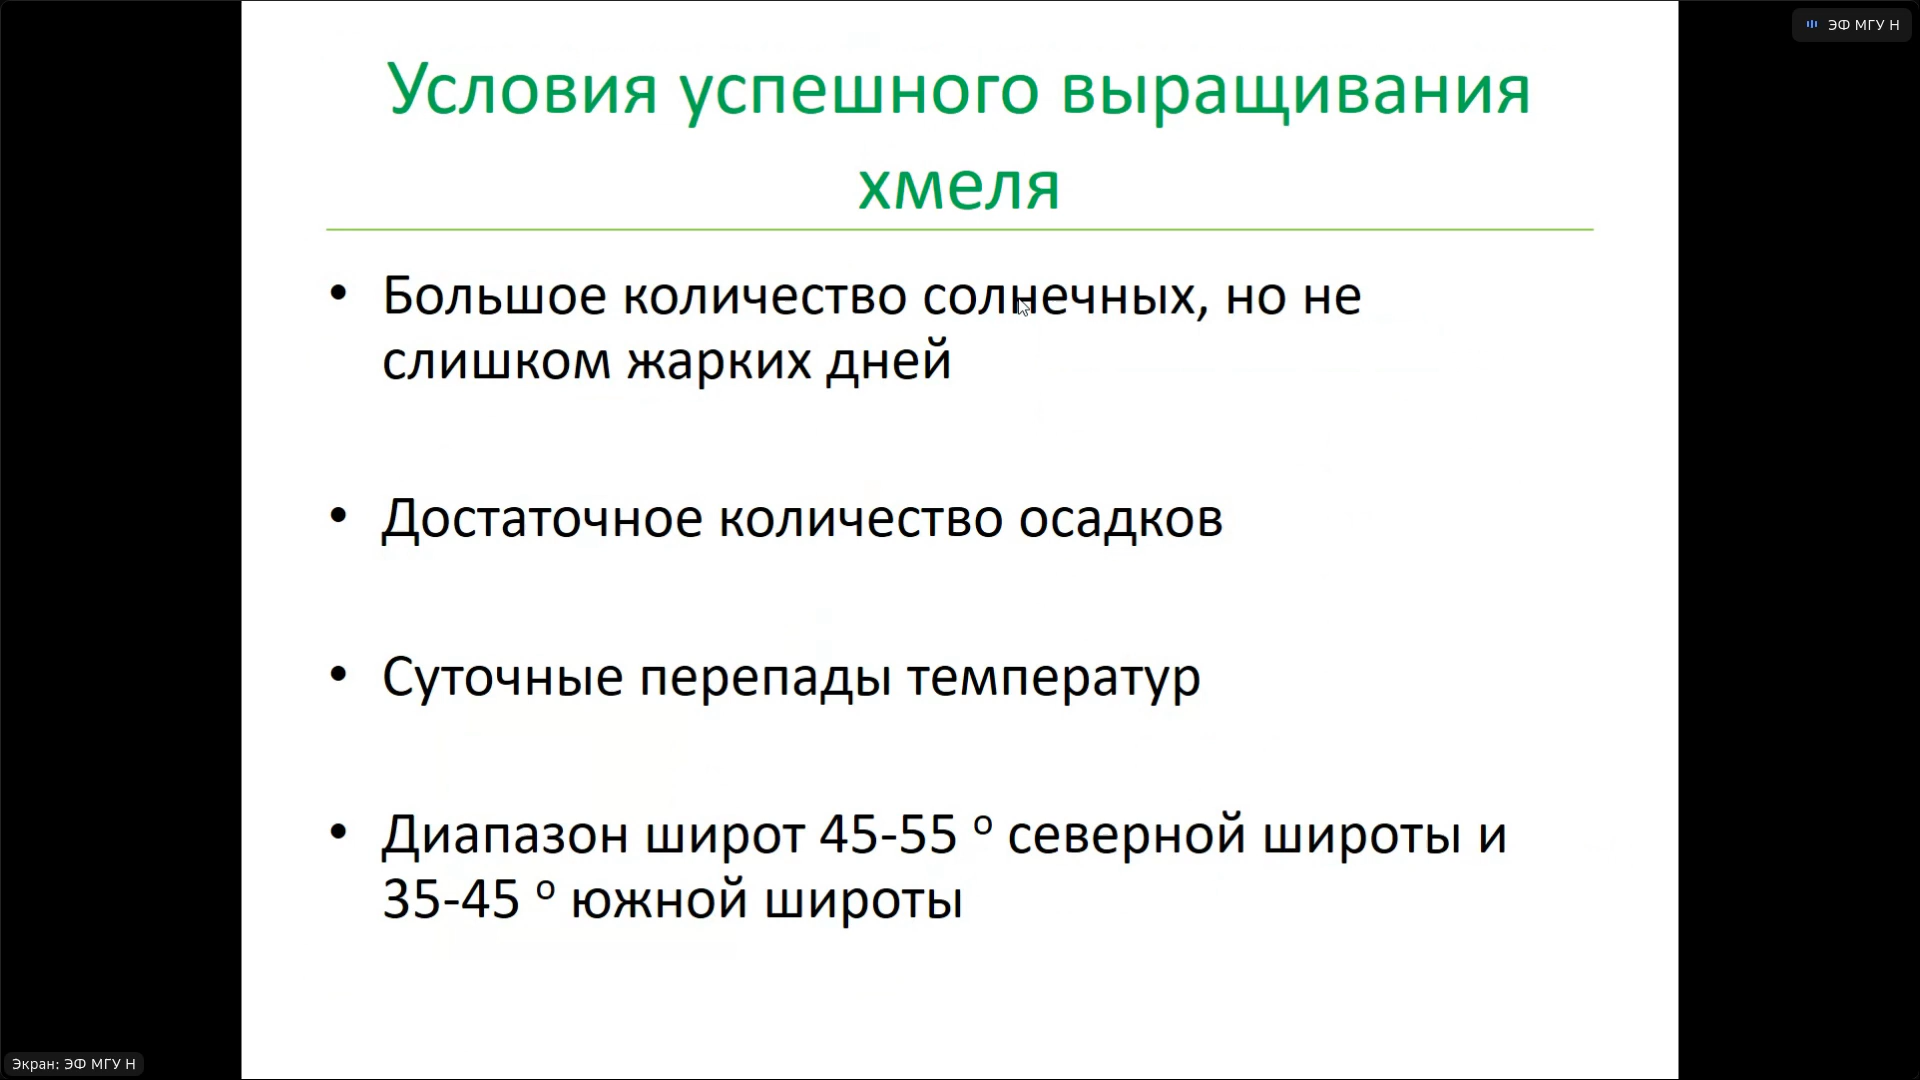 ЭФ МГУ Н
Условия успешного выращивания
хмеля
• Большое количество солнечных, но не
слишком жарких дней
• Достаточное количество осадков
• Суточные перепады температур
• Диапазон широт 45-55 º северной широты и
35-45 º южной широты
Экран: ЭФ МГУ Н